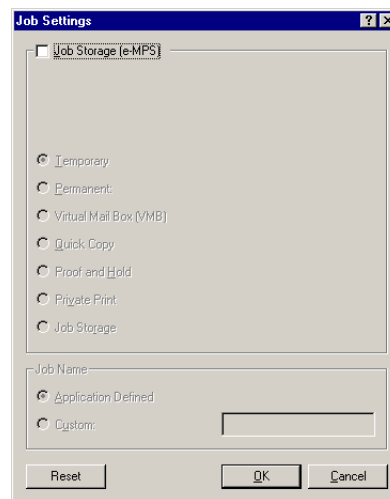 Job Settings
Job Storage (e-MPS)
Temporary
Permanent:
Virtual Mail Box (VMB)
Quick Copy
Proof and Hold
Private Print
Job Storage
Job Name
Application Defined
Custom:
Reset OK Cancel